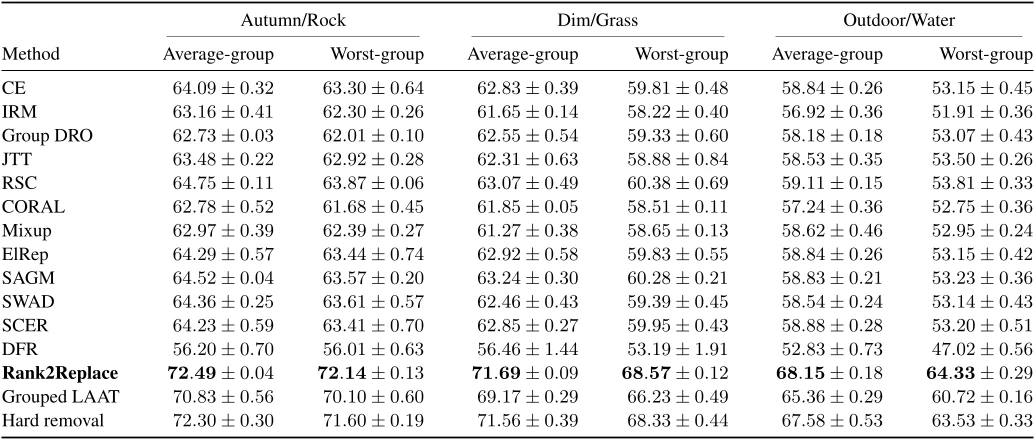 Autumn/Rock Dim/Grass Outdoor/Water
Method Average-group Worst-group Average-group Worst-group Average-group Worst-group
CE 64.09 ± 0.32 63.30 ± 0.64 62.83 ± 0.39 59.81 ± 0.48 58.84 ± 0.26 53.15 ± 0.45
IRM 63.16 ± 0.41 62.30 ± 0.26 61.65 ± 0.14 58.22 ± 0.40 56.92 ± 0.36 51.91 ± 0.36
Group DRO 62.73 ± 0.03 62.01 ± 0.10 62.55 ± 0.54 59.33 ± 0.60 58.18 ± 0.18 53.07 ± 0.43
JTT 63.48 ± 0.22 62.92 ± 0.28 62.31 ± 0.63 58.88 ± 0.84 58.53 ± 0.35 53.50 ± 0.26
RSC 64.75 ± 0.11 63.87 ± 0.06 63.07 ± 0.49 60.38 ± 0.69 59.11 ± 0.15 53.81 ± 0.33
CORAL 62.78 ± 0.52 61.68 ± 0.45 61.85 ± 0.05 58.51 ± 0.11 57.24 ± 0.36 52.75 ± 0.36
Mixup 62.97 ± 0.39 62.39 ± 0.27 61.27 ± 0.38 58.65 ± 0.13 58.62 ± 0.46 52.95 ± 0.24
ElRep 64.29 ± 0.57 63.44 ± 0.74 62.92 ± 0.58 59.83 ± 0.55 58.84 ± 0.26 53.15 ± 0.42
SAGM 64.52 ± 0.04 63.57 ± 0.20 63.24 ± 0.30 60.28 ± 0.21 58.83 ± 0.21 53.23 ± 0.36
SWAD 64.36 ± 0.25 63.61 ± 0.57 62.46 ± 0.43 59.39 ± 0.45 58.54 ± 0.24 53.14 ± 0.43
SCER 64.23 ± 0.59 63.41 ± 0.70 62.85 ± 0.27 59.95 ± 0.43 58.88 ± 0.28 53.20 ± 0.51
DFR 56.20 ± 0.70 56.01 ± 0.63 56.46 ± 1.44 53.19 ± 1.91 52.83 ± 0.73 47.02 ± 0.56
Rank2Replace 72.49 ± 0.04 72.14 ± 0.13 71.69 ± 0.09 68.57 ± 0.12 68.15 ± 0.18 64.33 ± 0.29
Grouped LAAT 70.83 ± 0.56 70.10 ± 0.60 69.17 ± 0.29 66.23 ± 0.49 65.36 ± 0.29 60.72 ± 0.16
Hard removal 72.30 ± 0.30 71.60 ± 0.19 71.56 ± 0.39 68.33 ± 0.44 67.58 ± 0.53 63.53 ± 0.33